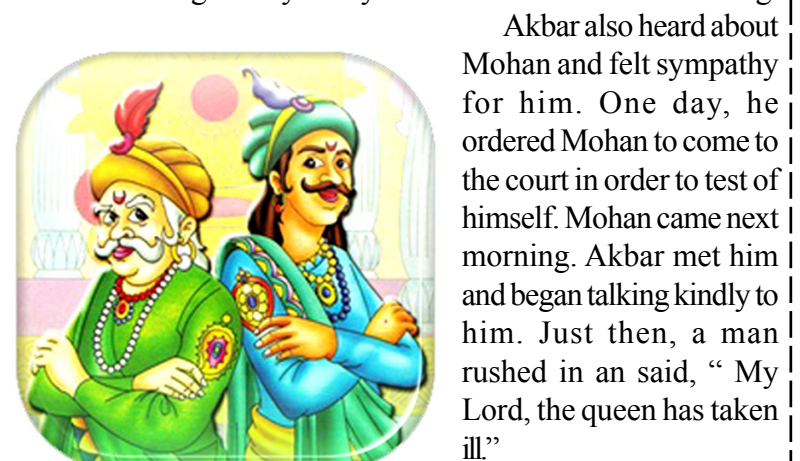 Akbar also heard about
Mohan and felt sympathy
for him. One day, he
ordered Mohan to come to
the court in order to test of
himself. Mohan came next
morning. Akbar met him
and began talking kindly to
him. Just then, a man
rushed in an said, “ My
Lord, the queen has taken
ill.”